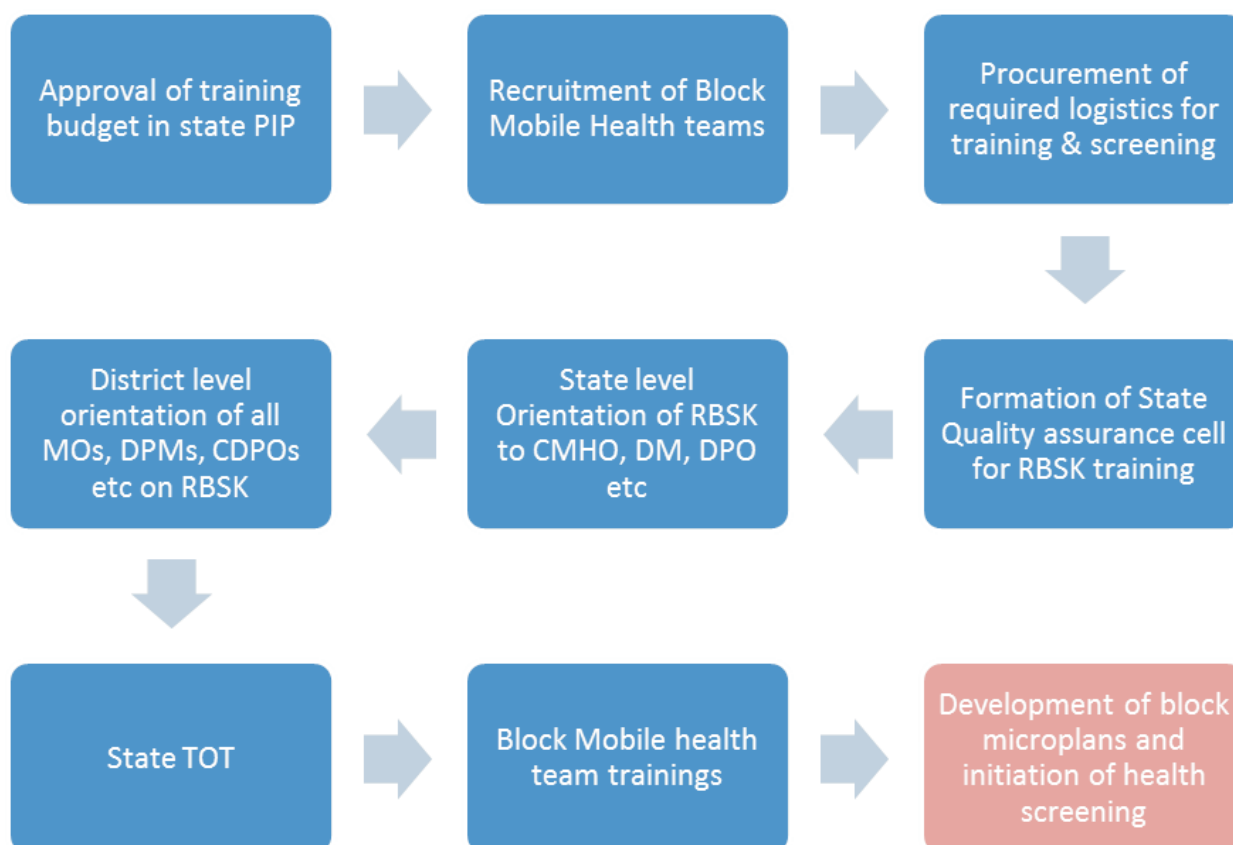 Approval of training
budget in state PIP
Recruitment of Block
Mobile Health teams
Procurement of
required logistics for
training & screening
Formation of State
Quality assurance cell
for RBSK training
State level
Orientation of RBSK
to CMHO, DM, DPO
etc
District level
orientation of all
MOs, DPMs, CDPOs
etc on RBSK
State TOT
Block Mobile health
team trainings
Development of block
microplans and
initiation of health
screening